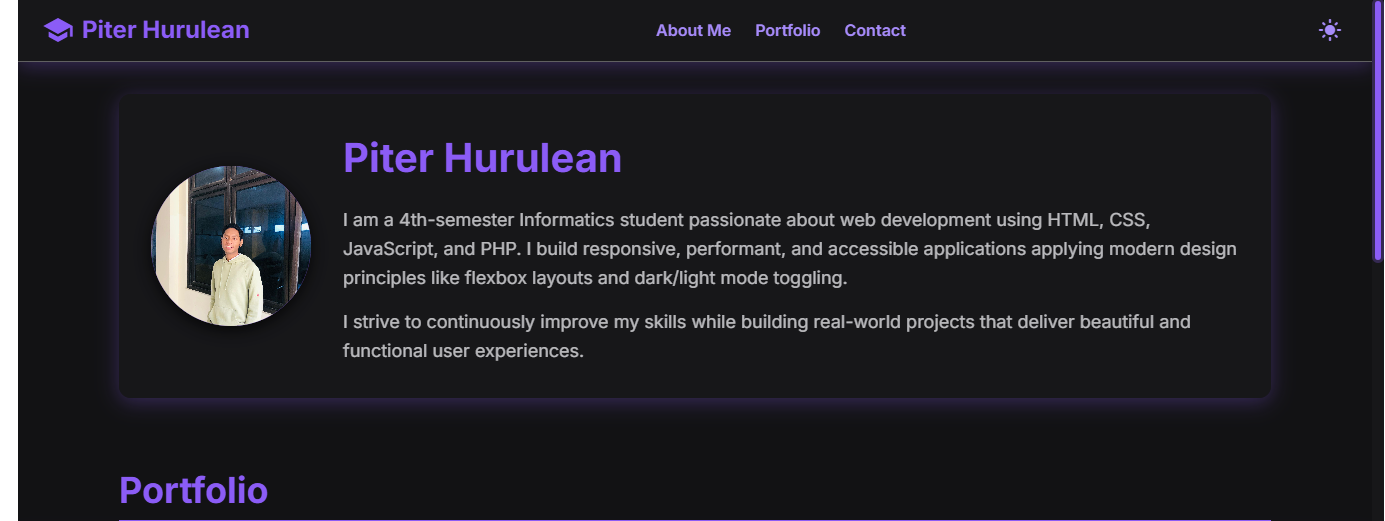 Piter Hurulean
About Me Portfolio Contact
Piter Hurulean
I am a 4th-semester Informatics student passionate about web development using HTML, CSS,
JavaScript, and PHP. I build responsive, performant, and accessible applications applying modern design
principles like flexbox layouts and dark/light mode toggling.
I strive to continuously improve my skills while building real-world projects that deliver beautiful and
functional user experiences.
Portfolio